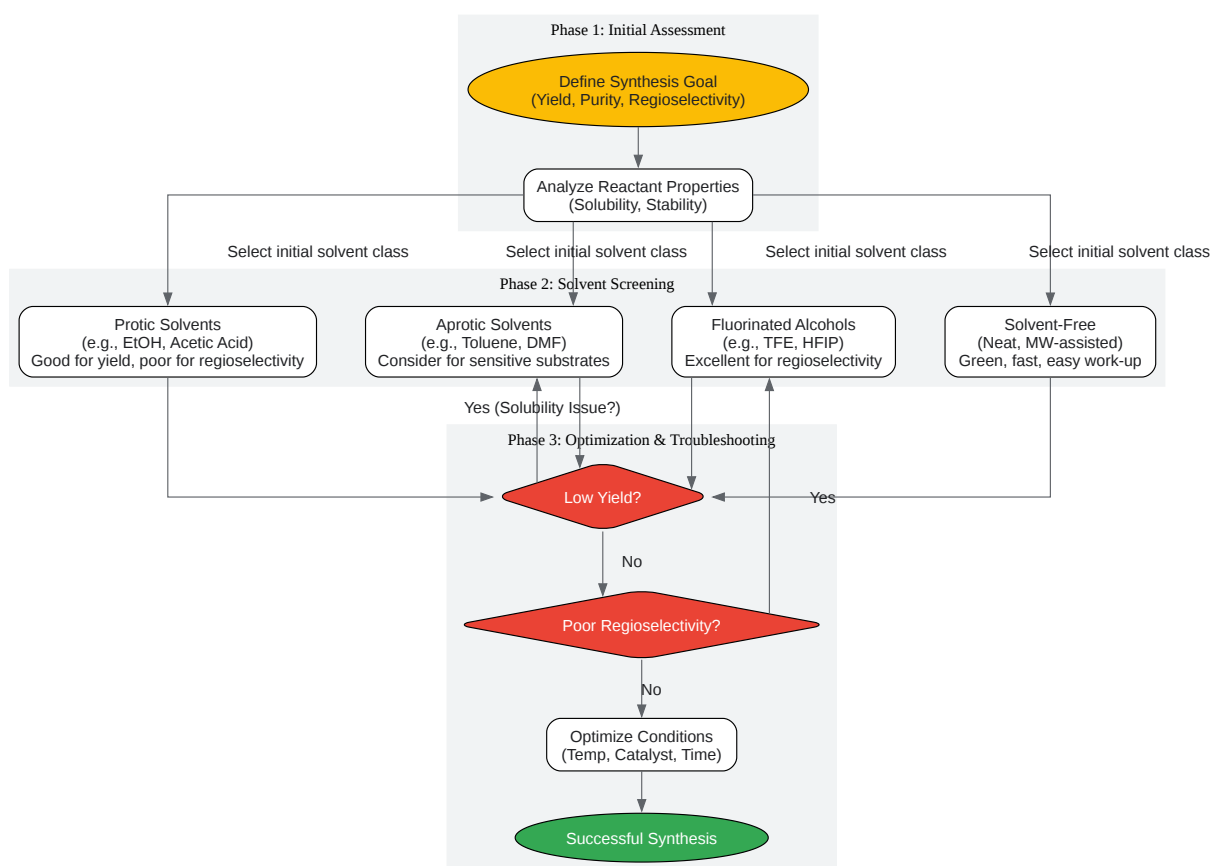 Phase 1: Initial Assessment
Define Synthesis Goal
(Yield, Purity, Regioselectivity)
Analyze Reactant Properties
(Solubility, Stability)
Select initial solvent class
Select initial solvent class
Select initial solvent class
Select initial solvent class
Phase 2: Solvent Screening
Protic Solvents
(e.g., EtOH, Acetic Acid)
Good for yield, poor for regioselectivity
Aprotic Solvents
(e.g., Toluene, DMF)
Consider for sensitive substrates
Fluorinated Alcohols
(e.g., TFE, HFIP)
Excellent for regioselectivity
Solvent-Free
(Neat, MW-assisted)
Green, fast, easy work-up
Yes (Solubility Issue?)
Phase 3: Optimization & Troubleshooting
Low Yield?
Yes
No
Poor Regioselectivity?
No
Optimize Conditions
(Temp, Catalyst, Time)
Successful Synthesis